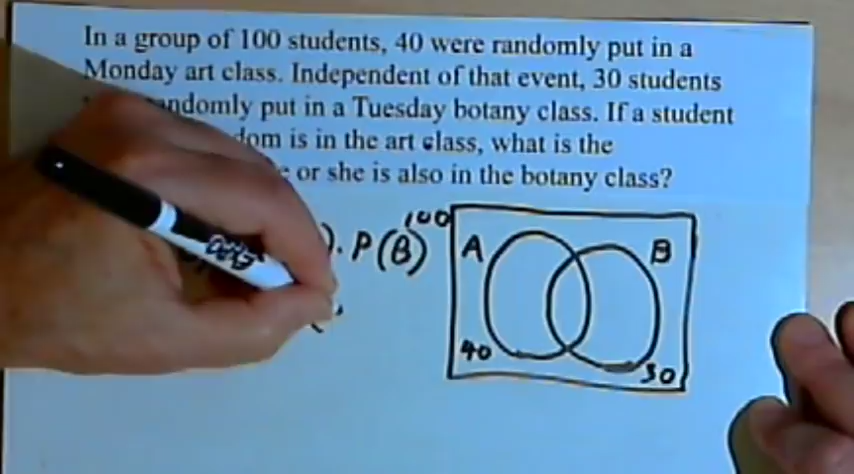 In a group of 100 students, 40 were randomly put in a
Monday art class. Independent of that event, 30 students
randomly put in a Tuesday botany class. If a student
is in the art class, what is the
or she is also in the botany class?
) · P(B)
100
A
B
40
30